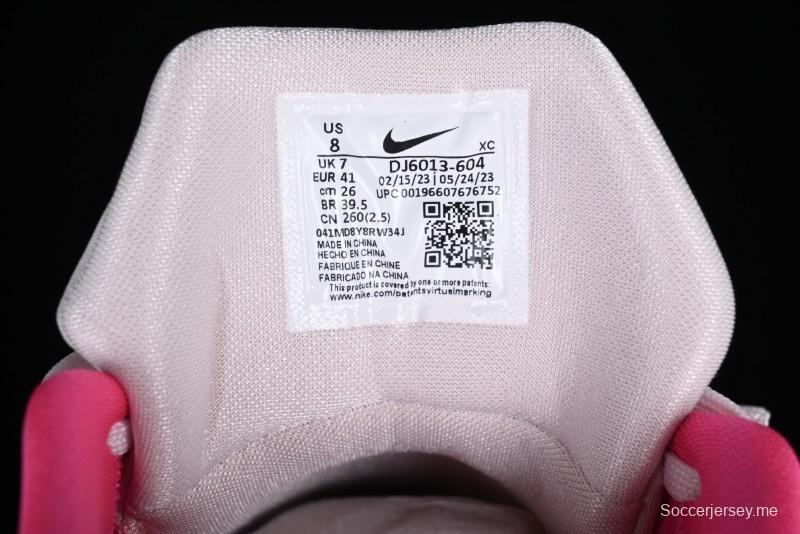 US
8
XC
UK 7
DJ6013-604
EUR 41
02/15/23 | 05/24/23
cm 26
UPC 00196607676752
BR 39.5
CN 260(2.5)
041MD8Y8RW34J
MADE IN CHINA
HECHO EN CHINA
FABRIQUE EN CHINE
FABRICADO NA CHINA
This product is covered by one or more patents:
www.nike.com/patentsvirtualmarking
Soccerjersey.me